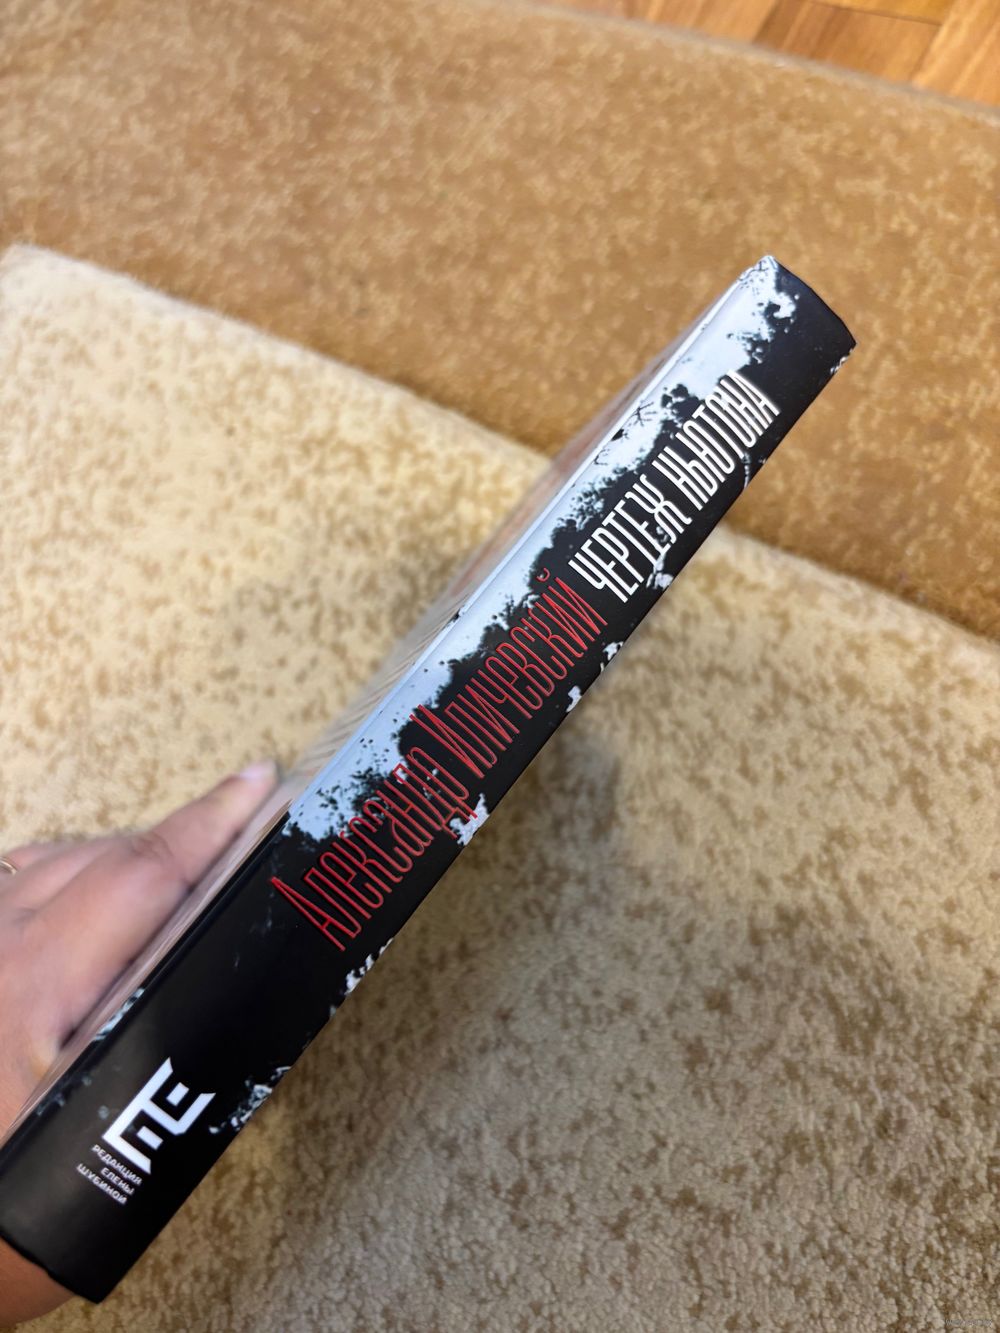 Александр Иличевский ЧЕРТЕЖ НЬЮТОНА
РЕДАКЦИЯ
ЕЛЕНЫ
ШУБИНОЙ